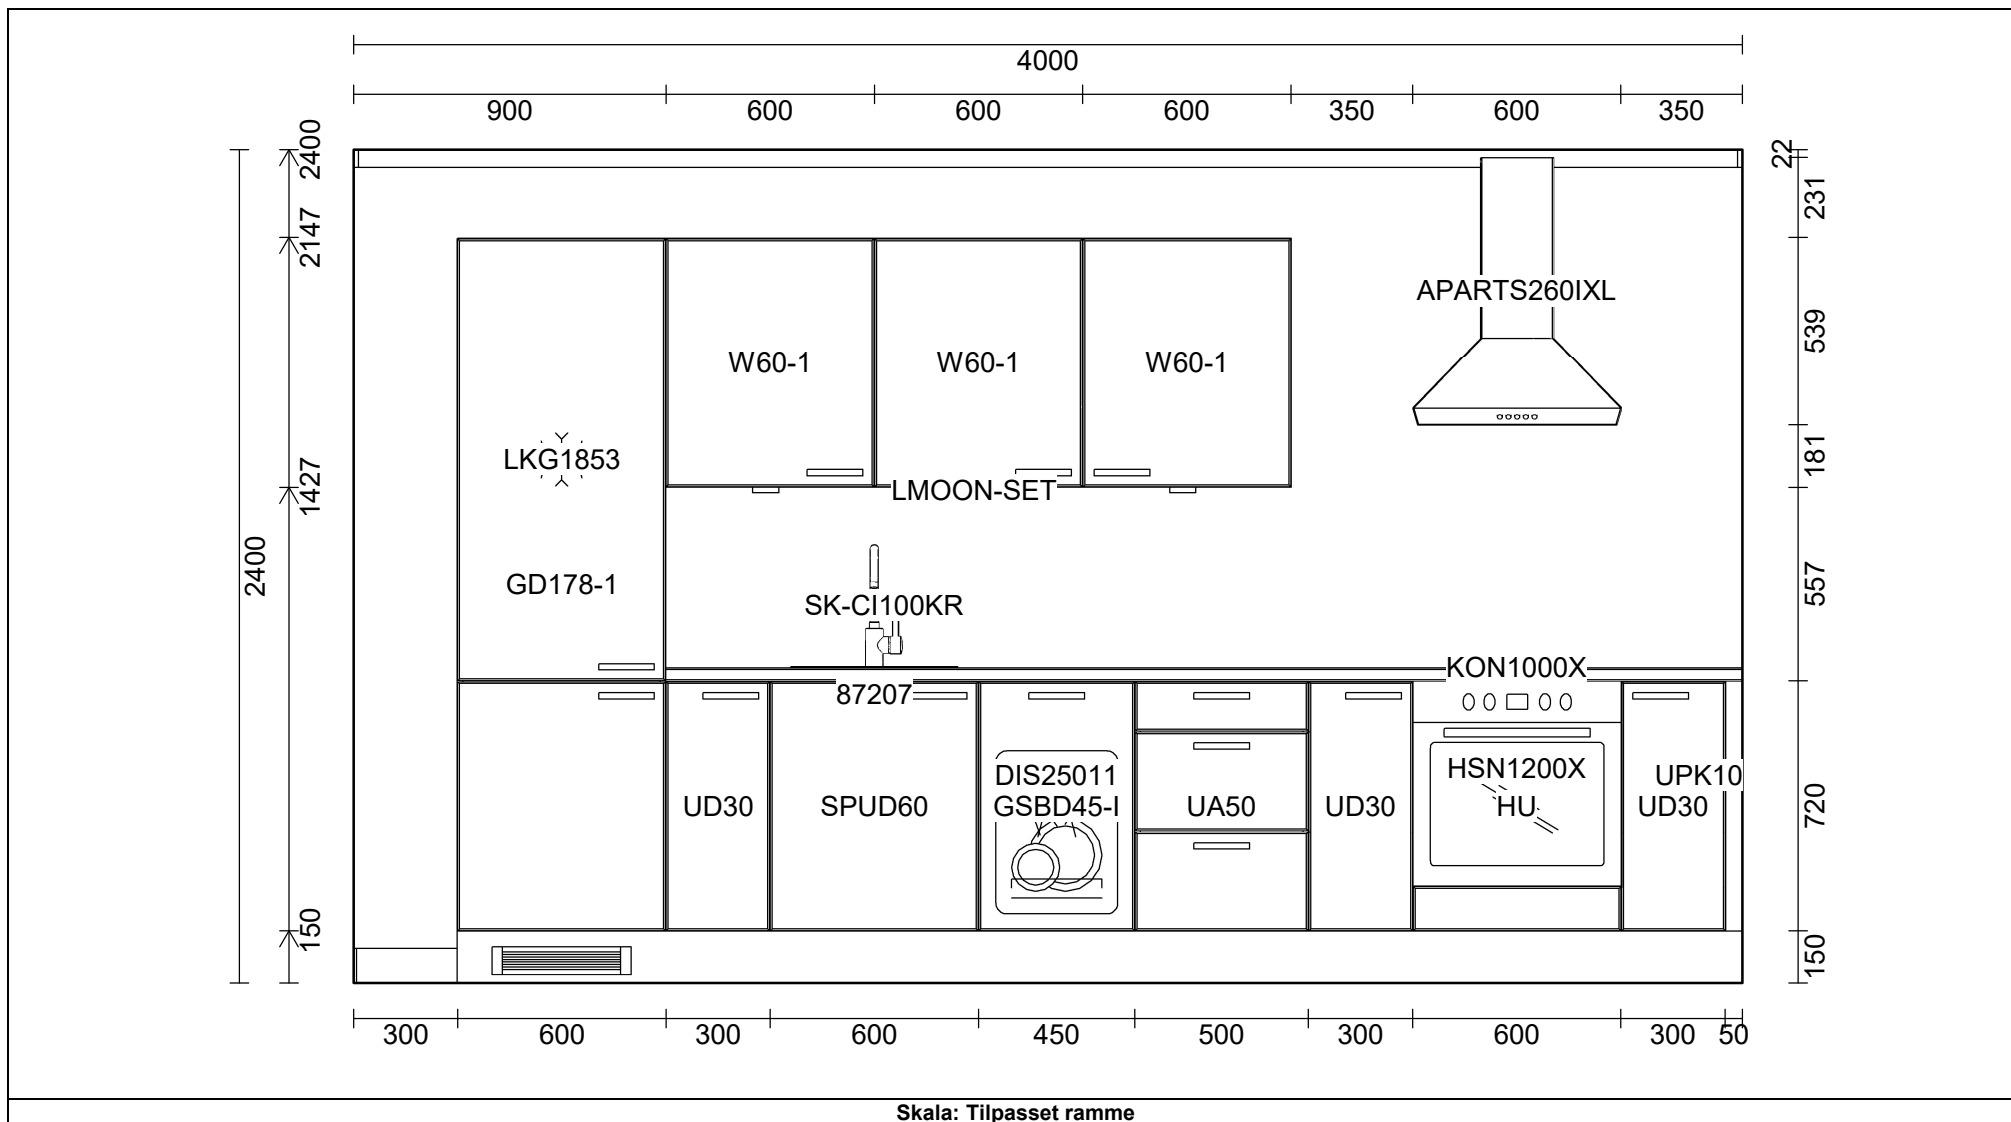 4000
900 600 600 600 350 600 350
2400
2147
1427
150
2400
22
231
539
181
557
720
150
APARTS260IXL
W60-1 W60-1 W60-1
LKG1853
LMOON-SET
GD178-1
SK-CI100KR
KON1000X
87207
DIS25011 HSN1200X UPK10
UD30 SPUD60 GSBD45-I UA50 UD30 HU UD30
300 600 300 600 450 500 300 600 300 50
Skala: Tilpasset ramme